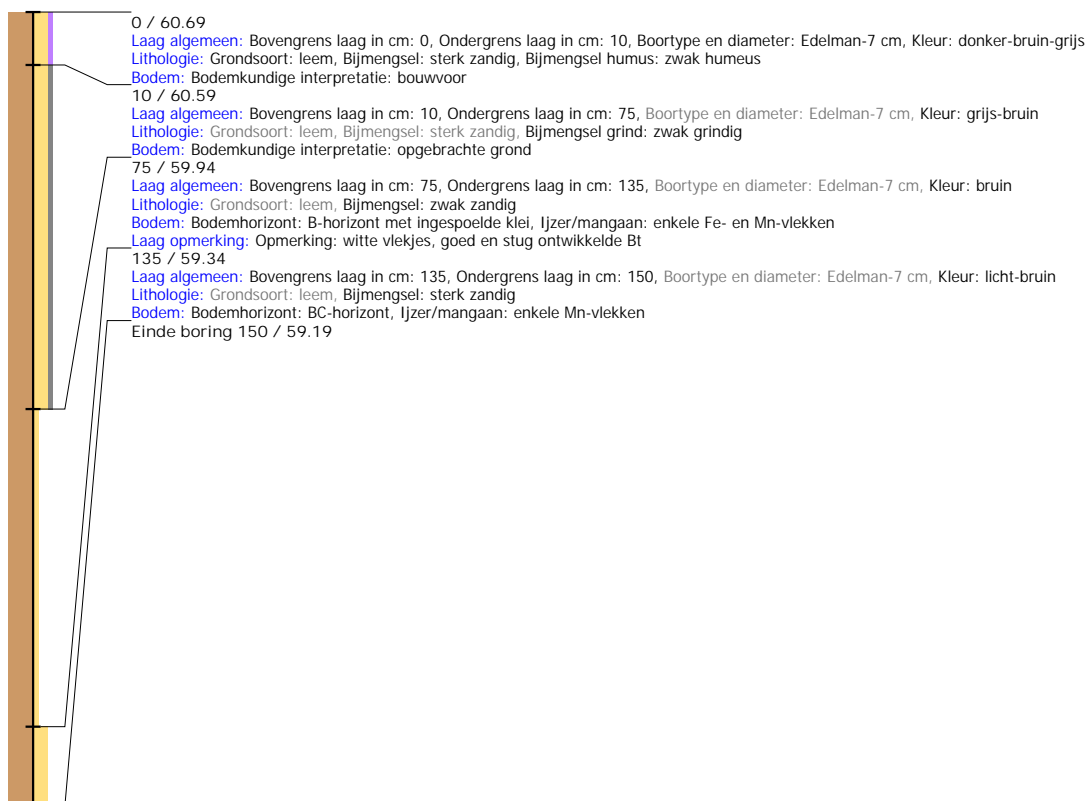 0 / 60.69
Laag algemeen: Bovengrens laag in cm: 0, Ondergrens laag in cm: 10, Boortype en diameter: Edelman-7 cm, Kleur: donker-bruin-grijs
Lithologie: Grondsoort: leem, Bijmengsel: sterk zandig, Bijmengsel humus: zwak humeus
Bodem: Bodemkundige interpretatie: bouwvoor
10 / 60.59
Laag algemeen: Bovengrens laag in cm: 10, Ondergrens laag in cm: 75, Boortype en diameter: Edelman-7 cm, Kleur: grijs-bruin
Lithologie: Grondsoort: leem, Bijmengsel: sterk zandig, Bijmengsel grind: zwak grindig
Bodem: Bodemkundige interpretatie: opgebrachte grond
75 / 59.94
Laag algemeen: Bovengrens laag in cm: 75, Ondergrens laag in cm: 135, Boortype en diameter: Edelman-7 cm, Kleur: bruin
Lithologie: Grondsoort: leem, Bijmengsel: zwak zandig
Bodem: Bodemhorizont: B-horizont met ingespoelde klei, Ijzer/mangaan: enkele Fe- en Mn-vlekken
Laag opmerking: Opmerking: witte vlekjes, goed en stug ontwikkelde Bt
135 / 59.34
Laag algemeen: Bovengrens laag in cm: 135, Ondergrens laag in cm: 150, Boortype en diameter: Edelman-7 cm, Kleur: licht-bruin
Lithologie: Grondsoort: leem, Bijmengsel: sterk zandig
Bodem: Bodemhorizont: BC-horizont, Ijzer/mangaan: enkele Mn-vlekken
Einde boring 150 / 59.19